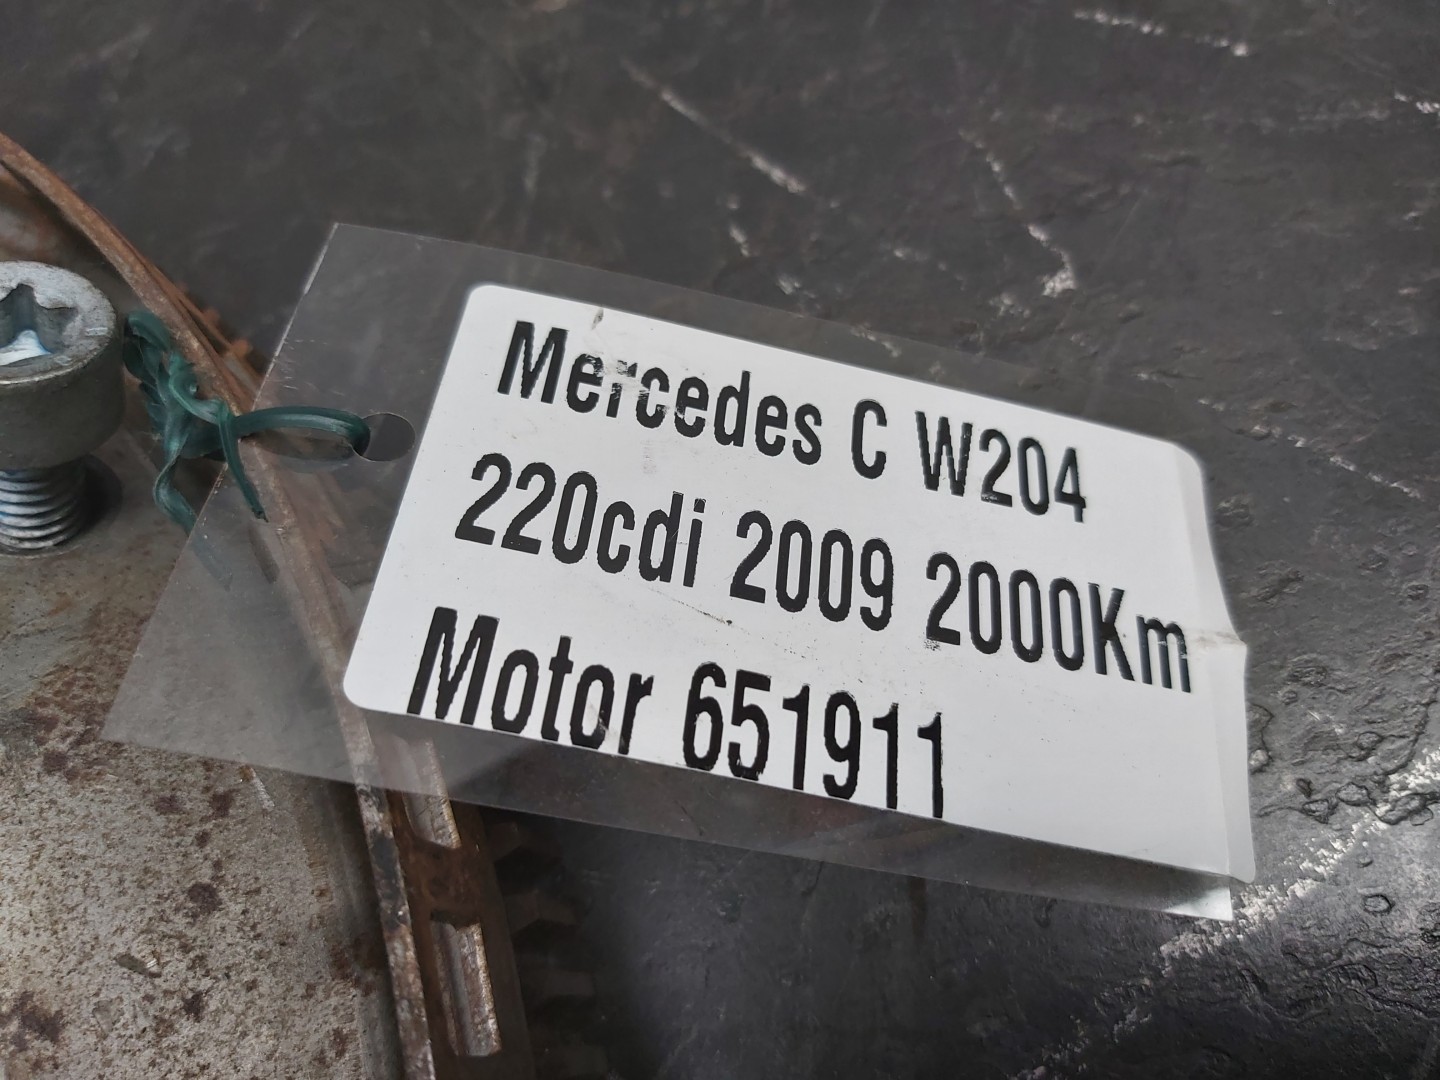 Mercedes C W204
220cdi 2009 2000Km
Motor 651911